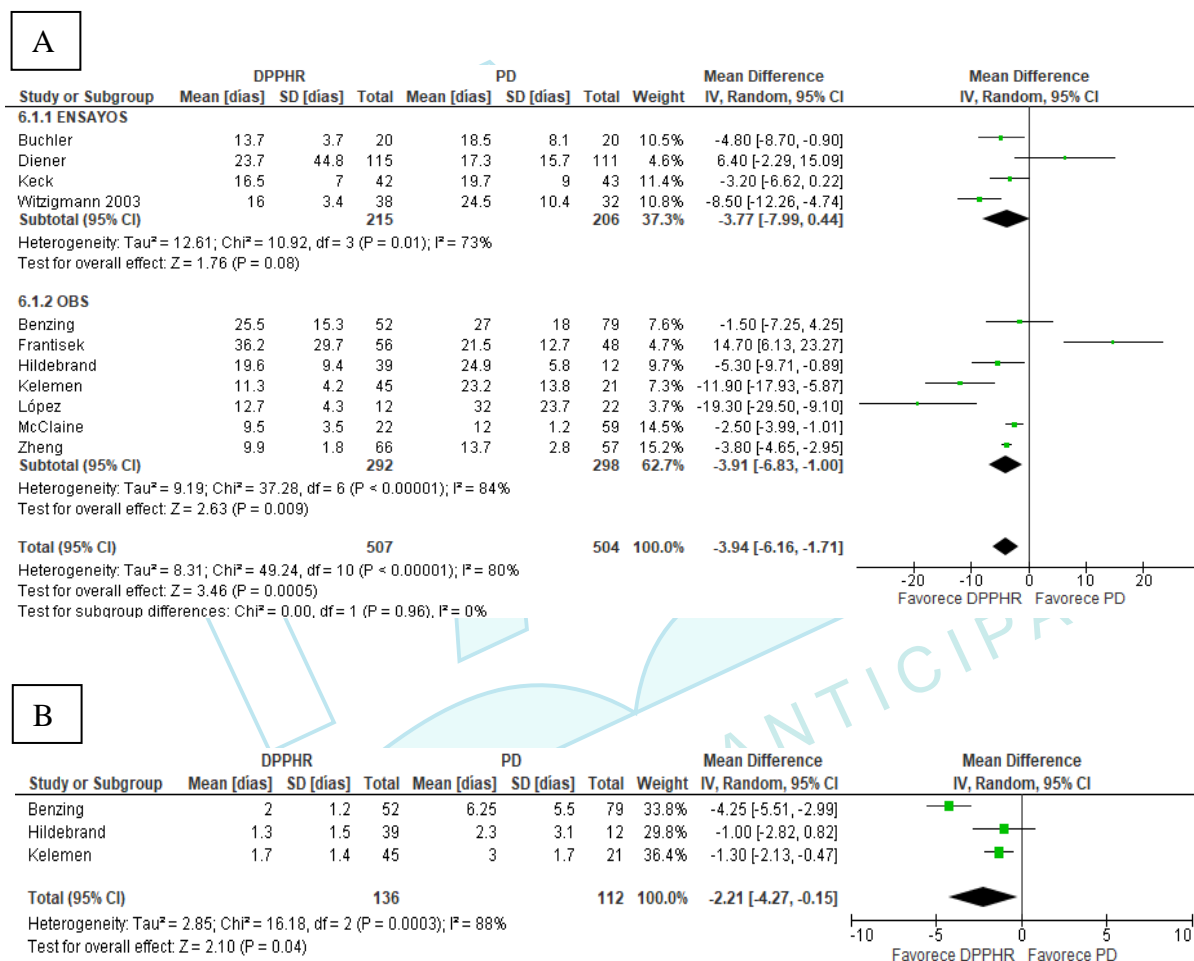 A
DPPHR PD Mean Difference Mean Difference
Study or Subgroup Mean [días] SD [días] Total Mean [días] SD [días] Total Weight IV, Random, 95% CI IV, Random, 95% CI
6.1.1 ENSAYOS
Buchler 13.7 3.7 20 18.5 8.1 20 10.5% -4.80 [-8.70, -0.90]
Diener 23.7 44.8 115 17.3 15.7 111 4.6% 6.40 [-2.29, 15.09]
Keck 16.5 7 42 19.7 9 43 11.4% -3.20 [-6.62, 0.22]
Witzigmann 2003 16 3.4 38 24.5 10.4 32 10.8% -8.50 [-12.26, -4.74]
Subtotal (95% CI) 215 206 37.3% -3.77 [-7.99, 0.44]
Heterogeneity: Tau² = 12.61; Chi² = 10.92, df = 3 (P = 0.01); I² = 73%
Test for overall effect: Z = 1.76 (P = 0.08)
6.1.2 OBS
Benzing 25.5 15.3 52 27 18 79 7.6% -1.50 [-7.25, 4.25]
Frantisek 36.2 29.7 56 21.5 12.7 48 4.7% 14.70 [6.13, 23.27]
Hildebrand 19.6 9.4 39 24.9 5.8 12 9.7% -5.30 [-9.71, -0.89]
Kelemen 11.3 4.2 45 23.2 13.8 21 7.3% -11.90 [-17.93, -5.87]
López 12.7 4.3 12 32 23.7 22 3.7% -19.30 [-29.50, -9.10]
McClaine 9.5 3.5 22 12 1.2 59 14.5% -2.50 [-3.99, -1.01]
Zheng 9.9 1.8 66 13.7 2.8 57 15.2% -3.80 [-4.65, -2.95]
Subtotal (95% CI) 292 298 62.7% -3.91 [-6.83, -1.00]
Heterogeneity: Tau² = 9.19; Chi² = 37.28, df = 6 (P < 0.00001); I² = 84%
Test for overall effect: Z = 2.63 (P = 0.009)
Total (95% CI) 507 504 100.0% -3.94 [-6.16, -1.71]
Heterogeneity: Tau² = 8.31; Chi² = 49.24, df = 10 (P < 0.00001); I² = 80%
Test for overall effect: Z = 3.46 (P = 0.0005)
Test for subgroup differences: Chi² = 0.00, df = 1 (P = 0.96), I² = 0%
-20 -10 0 10 20
Favorece DPPHR Favorece PD
ANTICIPA
B
DPPHR PD Mean Difference Mean Difference
Study or Subgroup Mean [días] SD [días] Total Mean [días] SD [días] Total Weight IV, Random, 95% CI IV, Random, 95% CI
Benzing 2 1.2 52 6.25 5.5 79 33.8% -4.25 [-5.51, -2.99]
Hildebrand 1.3 1.5 39 2.3 3.1 12 29.8% -1.00 [-2.82, 0.82]
Kelemen 1.7 1.4 45 3 1.7 21 36.4% -1.30 [-2.13, -0.47]
Total (95% CI) 136 112 100.0% -2.21 [-4.27, -0.15]
Heterogeneity: Tau² = 2.85; Chi² = 16.18, df = 2 (P = 0.0003); I² = 88%
Test for overall effect: Z = 2.10 (P = 0.04)
-10 -5 0 5 10
Favorece DPPHR Favorece PD